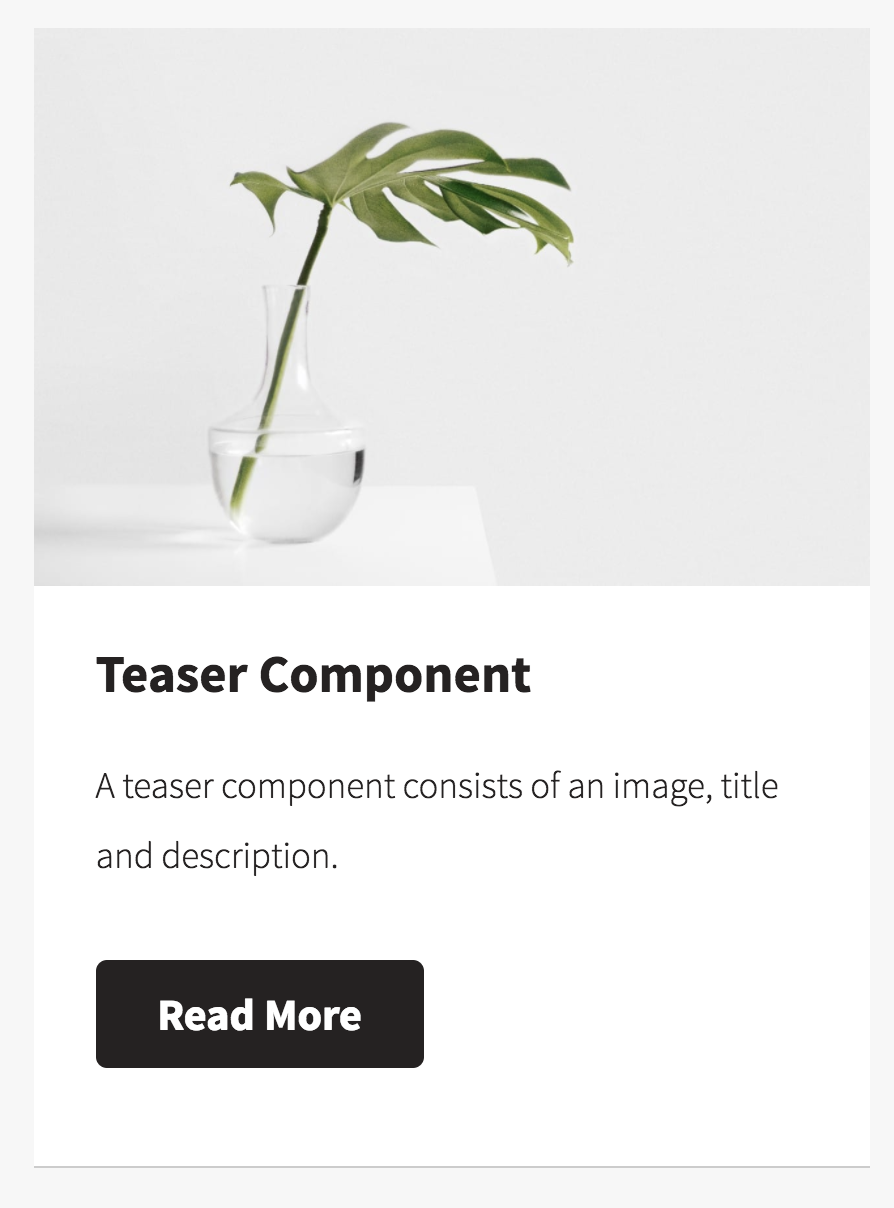 Teaser Component
A teaser component consists of an image, title
and description.
Read More